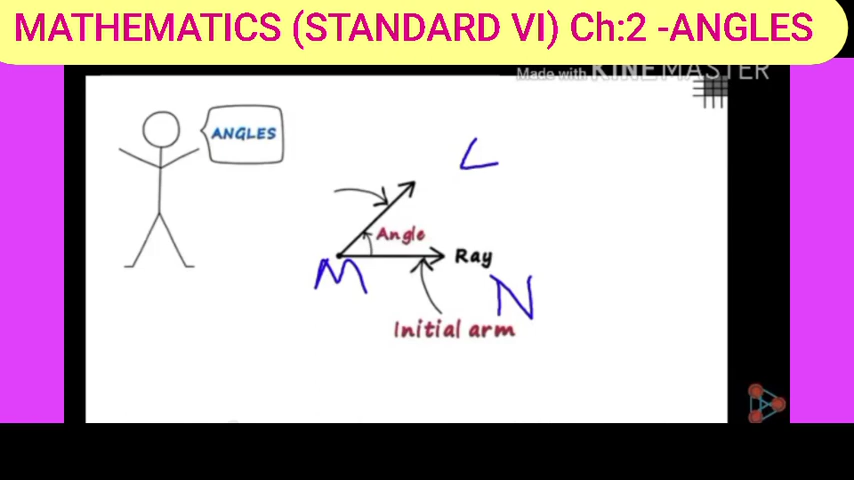 MATHEMATICS (STANDARD VI) Ch:2 -ANGLES
Made with KINEMASTER
ANGLES
L
Angle
Ray
M
N
Initial arm